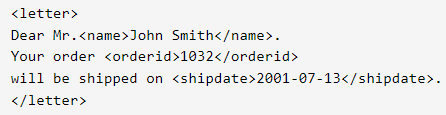 <letter>
Dear Mr.<name>John Smith</name>.
Your order <orderid>1032</orderid>
will be shipped on <shipdate>2001-07-13</shipdate>.
</letter>